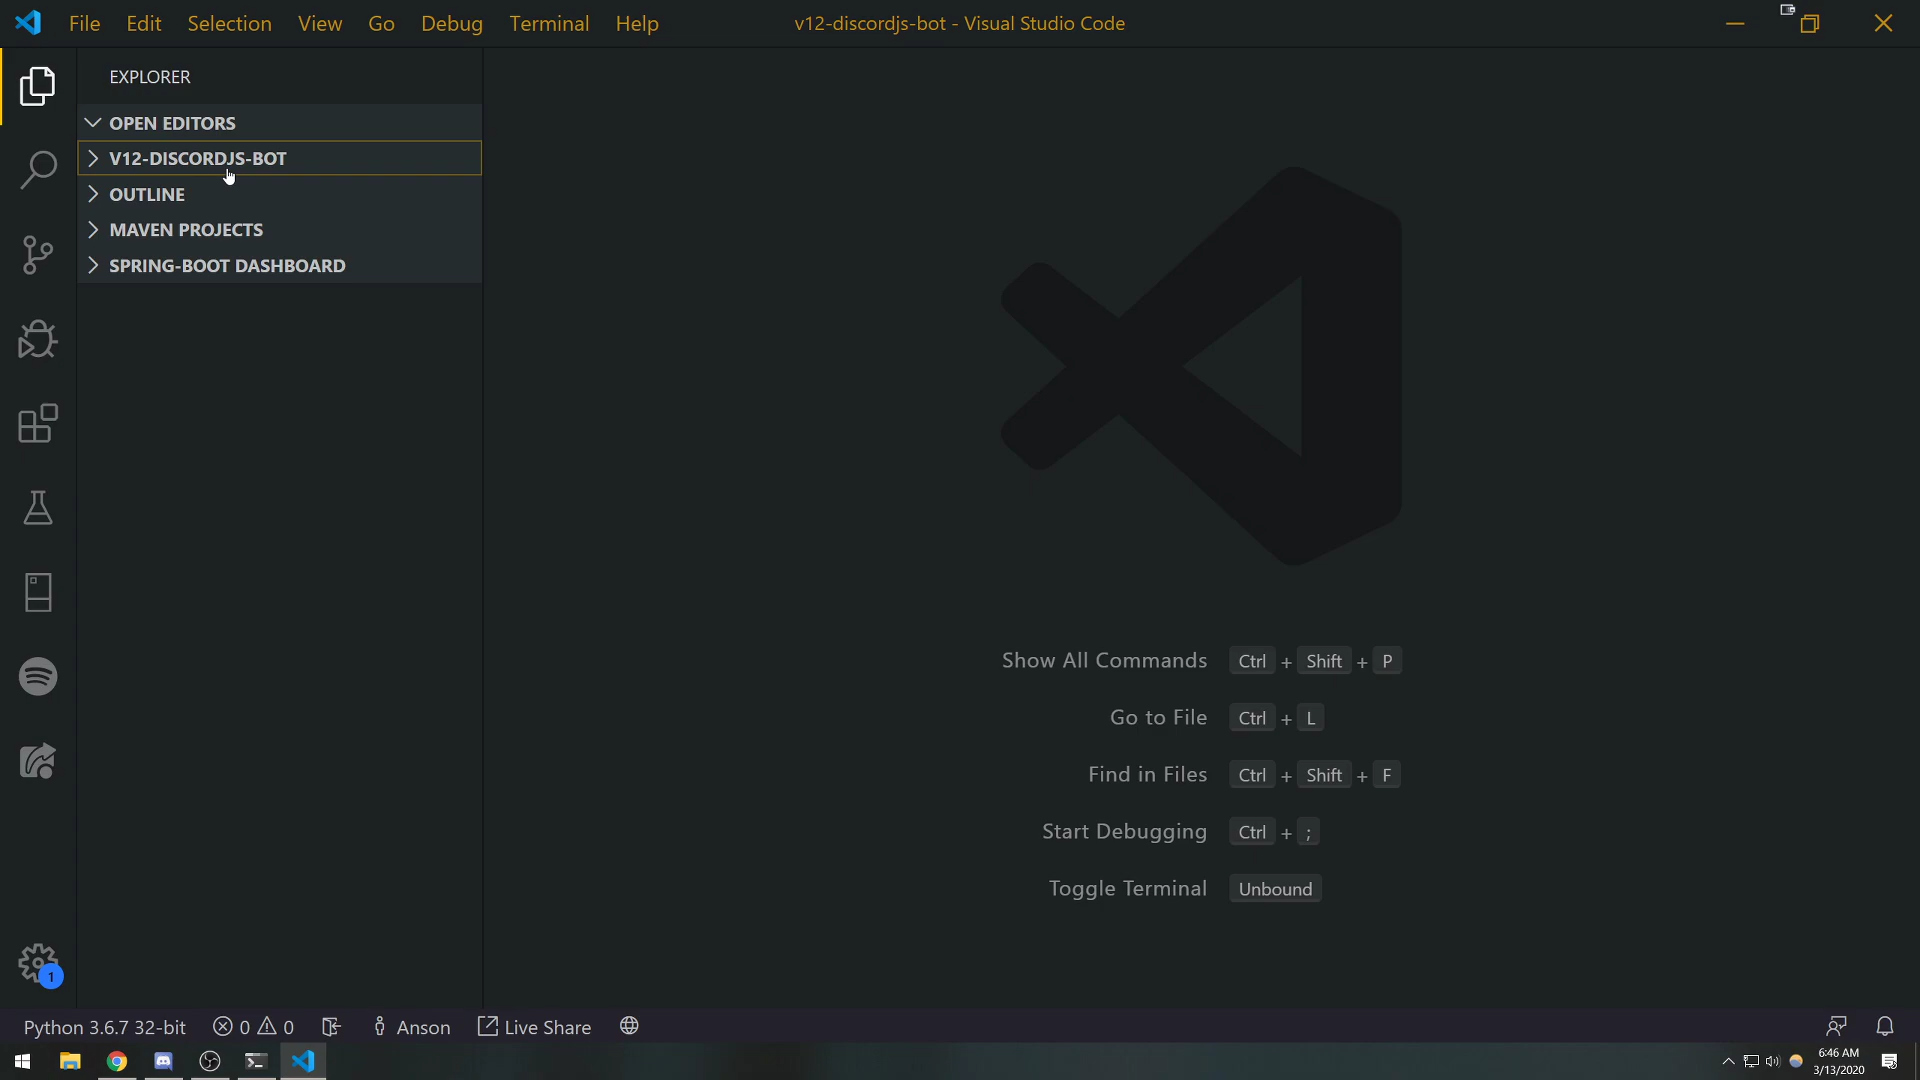 File Edit Selection View Go Debug Terminal Help
v12-discordjs-bot - Visual Studio Code
EXPLORER
OPEN EDITORS
V12-DISCORDJS-BOT
OUTLINE
MAVEN PROJECTS
SPRING-BOOT DASHBOARD
Show All Commands Ctrl + Shift + P
Go to File Ctrl + L
Find in Files Ctrl + Shift + F
Start Debugging Ctrl + ;
Toggle Terminal Unbound
1
Python 3.6.7 32-bit 0 0 Anson Live Share
6:46 AM
3/13/2020